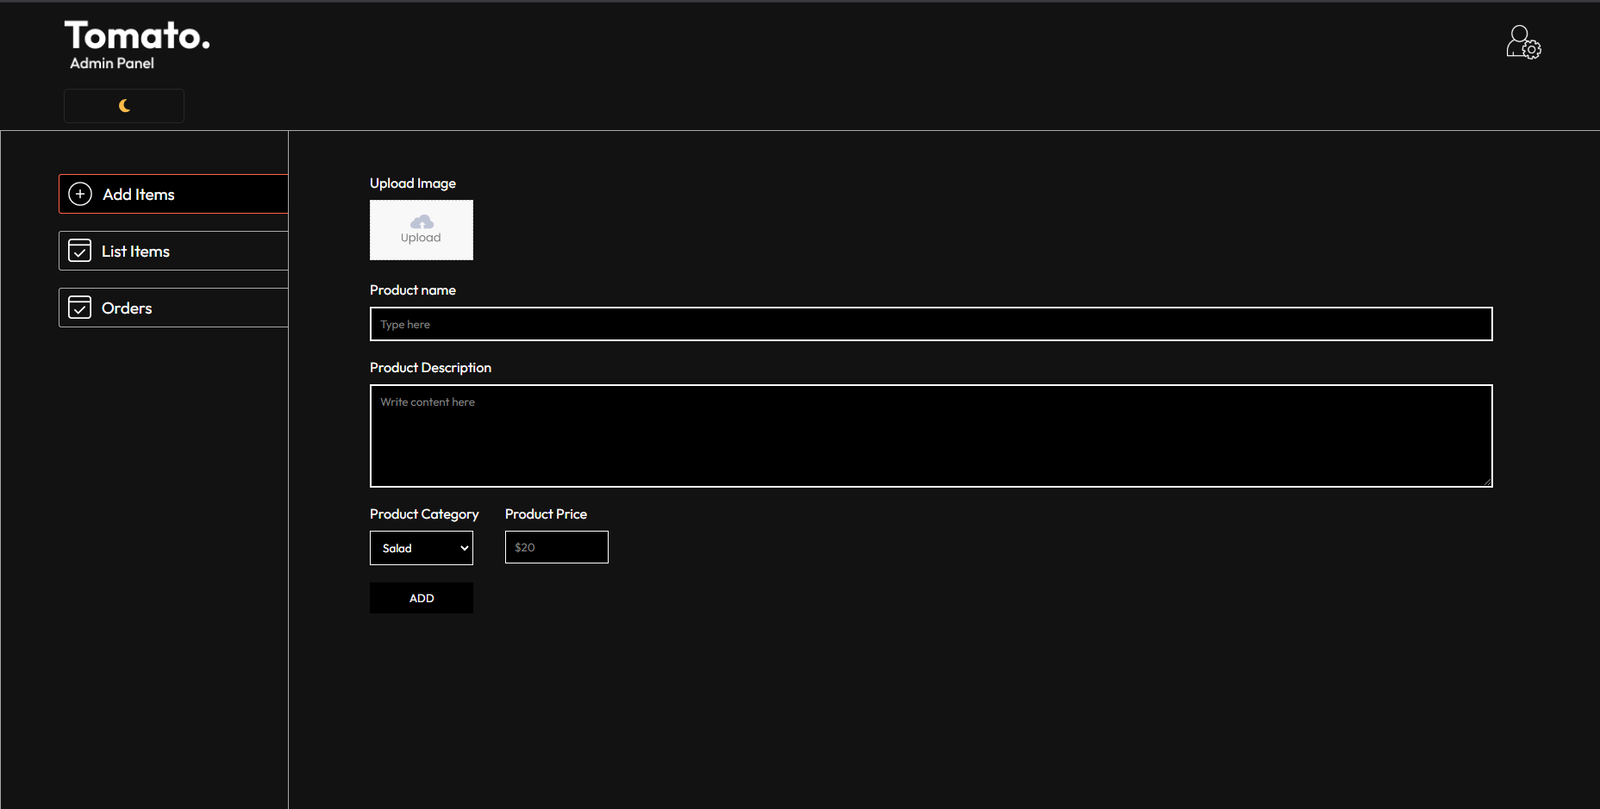 Tomato.
Admin Panel
Add Items
List Items
Orders
Upload Image
Upload
Product name
Type here
Product Description
Write content here
Product Category
Product Price
Salad
$20
ADD